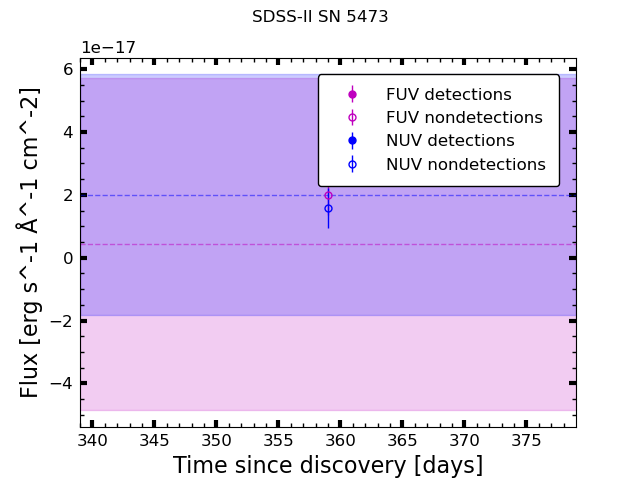 SDSS-II SN 5473
1e−17
6
4
2
0
−2
−4
Flux [erg s^-1 Å^-1 cm^-2]
FUV detections
FUV nondetections
NUV detections
NUV nondetections
340 345 350 355 360 365 370 375
Time since discovery [days]